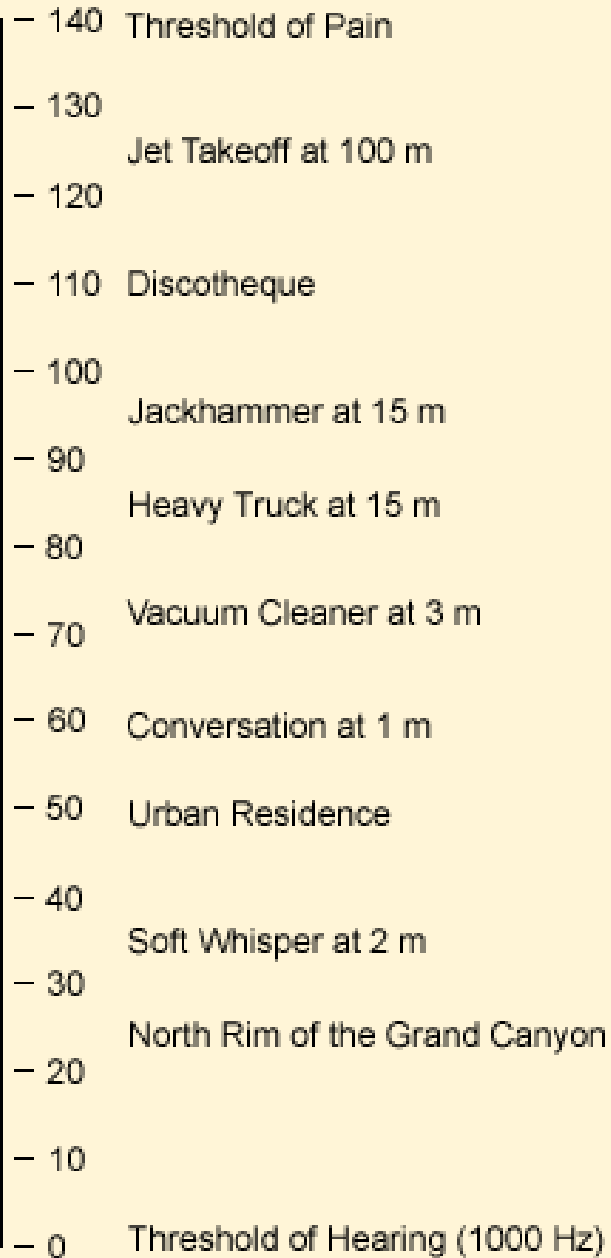 140 Threshold of Pain
130
Jet Takeoff at 100 m
120
110 Discotheque
100
Jackhammer at 15 m
90
Heavy Truck at 15 m
80
Vacuum Cleaner at 3 m
70
60 Conversation at 1 m
50 Urban Residence
40
Soft Whisper at 2 m
30
North Rim of the Grand Canyon
20
10
0 Threshold of Hearing (1000 Hz)